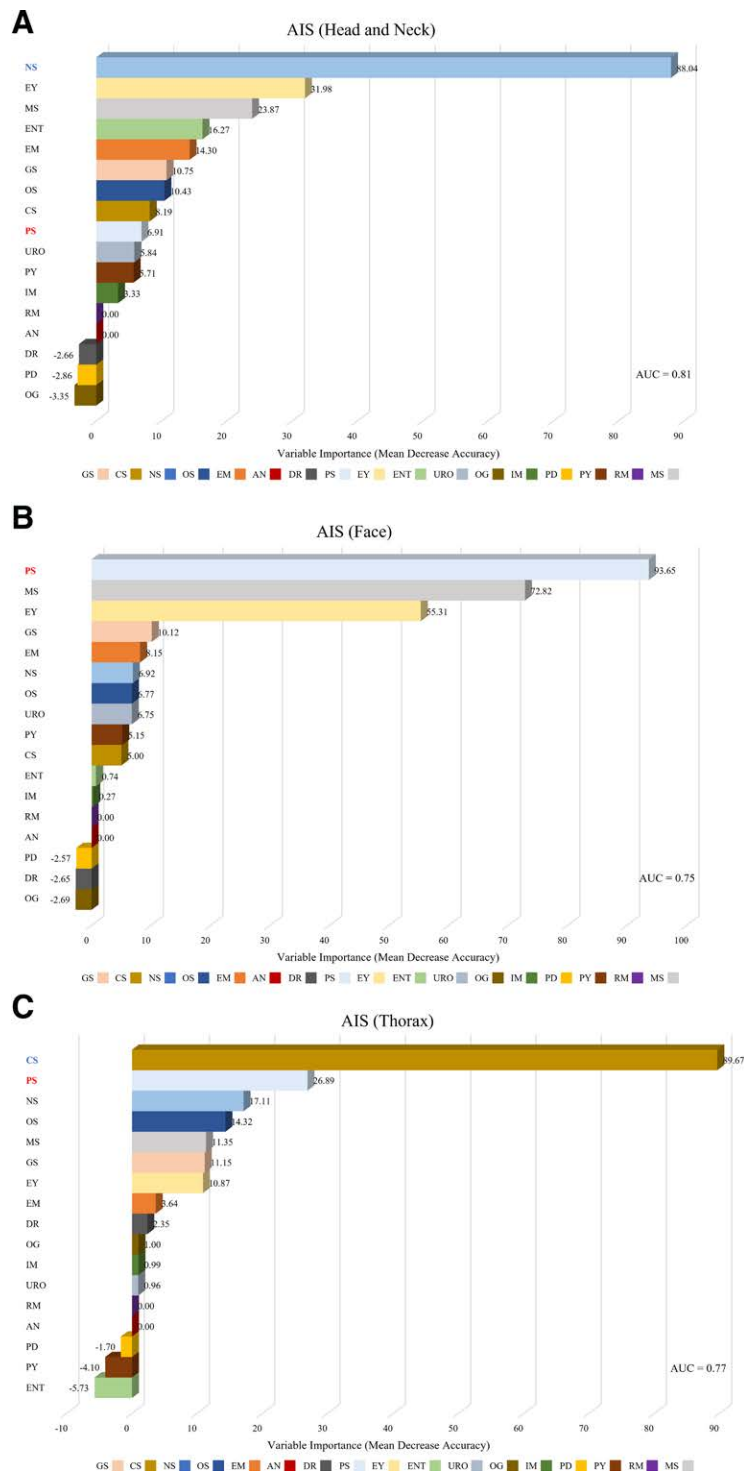 A
AIS (Head and Neck)
NS 88.04
EY 31.98
MS 23.87
ENT 16.27
EM 14.30
GS 10.75
OS 10.43
CS 8.19
PS 6.91
URO 5.84
PY 5.71
IM 3.33
RM 0.00
AN 0.00
DR -2.66
PD -2.86
OG -3.35
AUC = 0.81
0 10 20 30 40 50 60 70 80 90
Variable Importance (Mean Decrease Accuracy)
GS CS NS OS EM AN DR PS EY ENT URO OG IM PD PY RM MS
B
AIS (Face)
PS 93.65
MS 72.82
EY 55.31
GS 10.12
EM 8.15
NS 6.92
OS 6.77
URO 6.75
PY 5.15
CS 5.00
ENT 0.74
IM 0.27
RM 0.00
AN 0.00
PD -2.57
DR -2.65
OG -2.69
AUC = 0.75
0 10 20 30 40 50 60 70 80 90 100
Variable Importance (Mean Decrease Accuracy)
GS CS NS OS EM AN DR PS EY ENT URO OG IM PD PY RM MS
C
AIS (Thorax)
CS 89.67
PS 26.89
NS 17.11
OS 14.32
MS 11.35
GS 11.15
EY 10.87
EM 3.64
DR 2.35
OG 1.00
IM 0.99
URO 0.96
RM 0.00
AN 0.00
PD -1.70
PY -4.10
ENT -5.73
AUC = 0.77
-10 0 10 20 30 40 50 60 70 80 90
Variable Importance (Mean Decrease Accuracy)
GS CS NS OS EM AN DR PS EY ENT URO OG IM PD PY RM MS